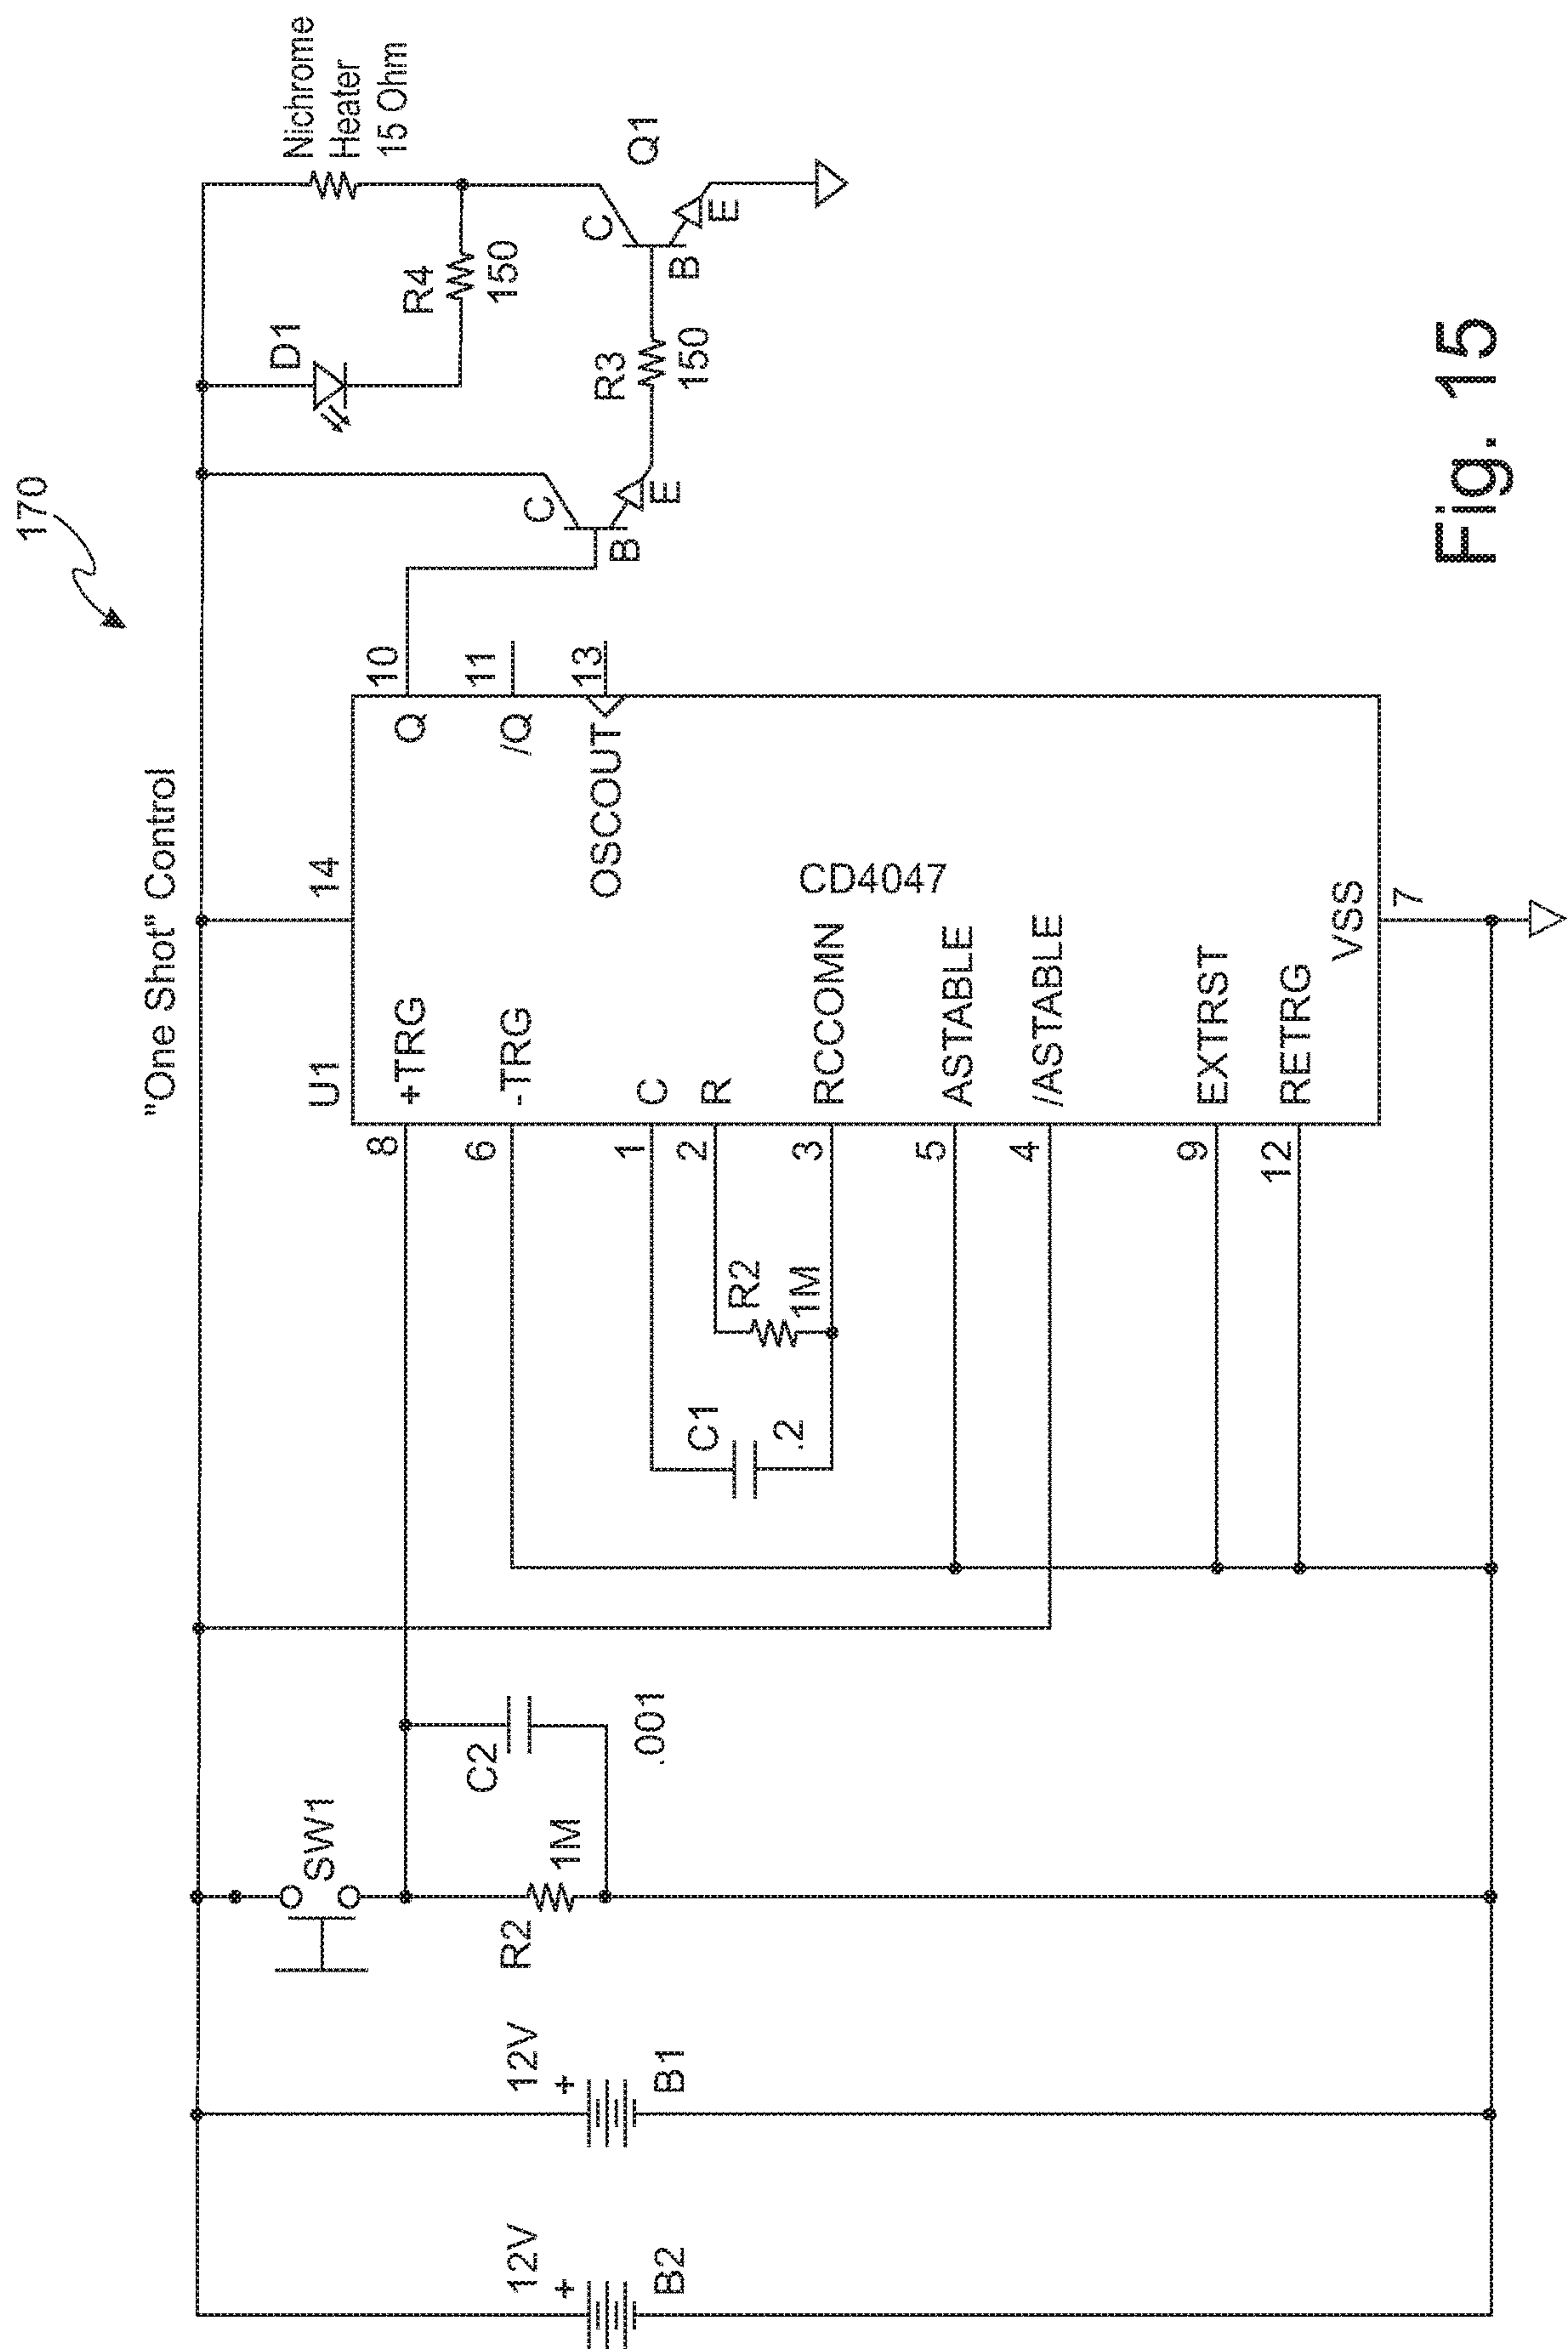 170
"One Shot" Control
12V
+
B2
12V
+
B1
SW1
R2
1M
C2
.001
C1
.2
R2
1M
U1
14
8
+TRG
6
-TRG
1
C
2
R
3
RCCOMN
5
ASTABLE
4
/ASTABLE
9
EXTRST
12
RETRG
CD4047
Q
10
/Q
11
OSCOUT
13
VSS
7
C
B
E
R3
150
D1
R4
150
Nichrome
Heater
15 Ohm
C
B
E
Q1
Fig. 15